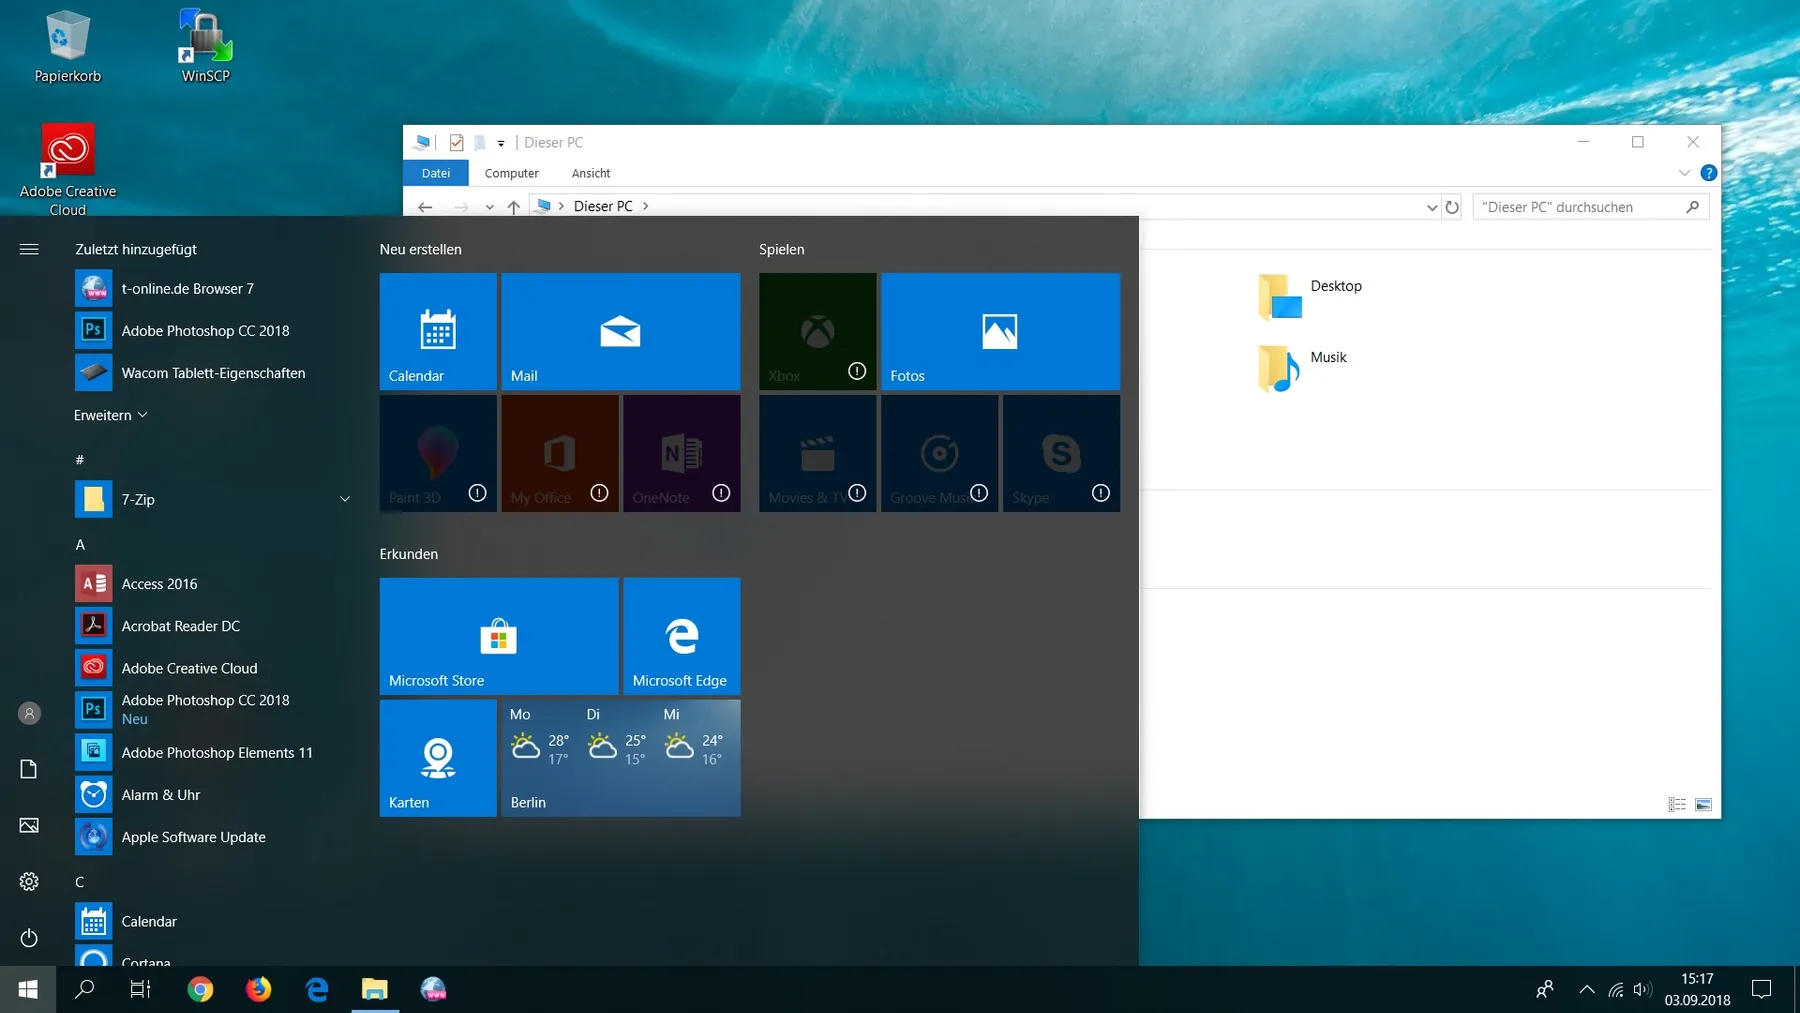 Papierkorb
WinSCP
Adobe Creative
Cloud
Dieser PC
Datei
Computer
Ansicht
Dieser PC
"Dieser PC" durchsuchen
Desktop
Musik
Zuletzt hinzugefügt
t-online.de Browser 7
Adobe Photoshop CC 2018
Wacom Tablett-Eigenschaften
Erweitern
#
7-Zip
A
Access 2016
Acrobat Reader DC
Adobe Creative Cloud
Adobe Photoshop CC 2018
Neu
Adobe Photoshop Elements 11
Alarm & Uhr
Apple Software Update
C
Calendar
Cortana
Neu erstellen
Calendar
Mail
Paint 3D
My Office
OneNote
Spielen
Xbox
Fotos
Movies & TV
Groove Music
Skype
Erkunden
Microsoft Store
Microsoft Edge
Karten
Mo Di Mi
28° 25° 24°
17° 15° 16°
Berlin
15:17
03.09.2018